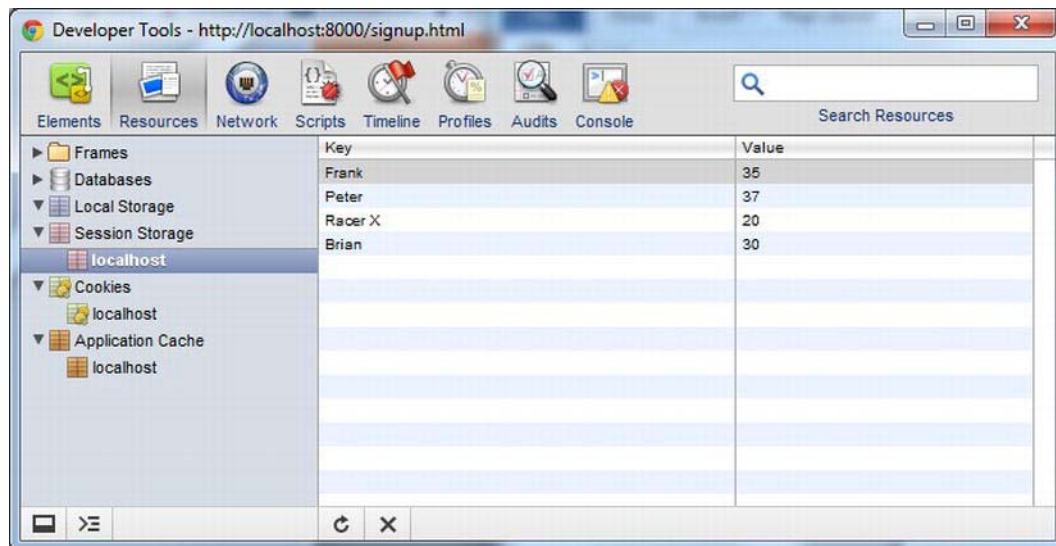 Developer Tools - http://localhost:8000/signup.html
Elements Resources Network Scripts Timeline Profiles Audits Console
Search Resources
Frames
Databases
Local Storage
Session Storage
localhost
Cookies
localhost
Application Cache
localhost
Key Value
Frank 35
Peter 37
Racer X 20
Brian 30